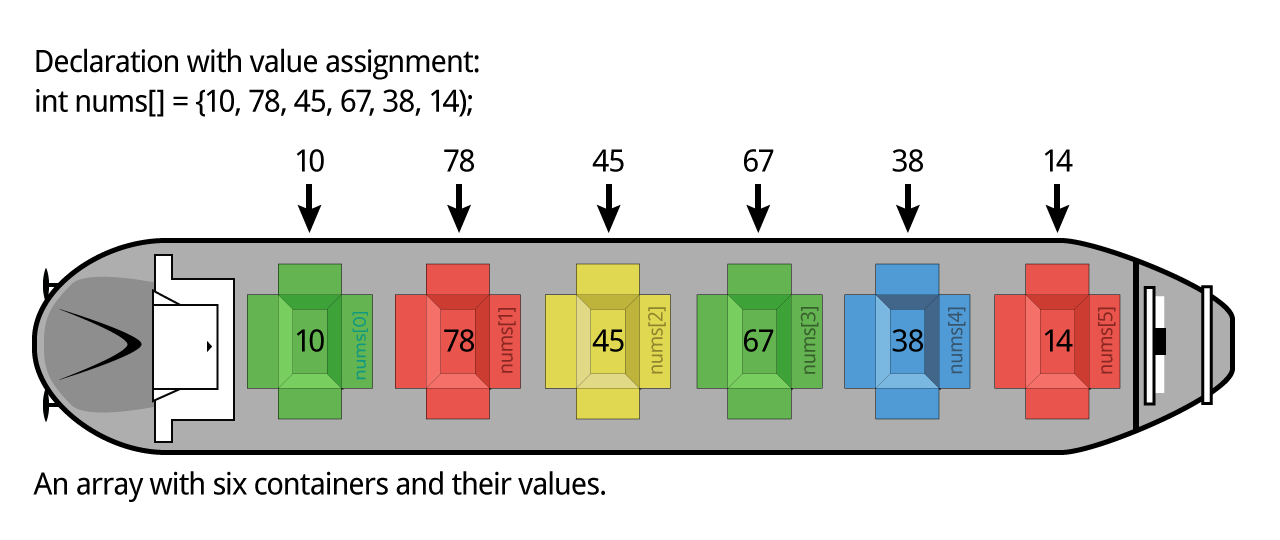 Declaration with value assignment:
int nums[] = {10, 78, 45, 67, 38, 14);
10 78 45 67 38 14
10 nums[0] 78 nums[1] 45 nums[2] 67 nums[3] 38 nums[4] 14 nums[5]
An array with six containers and their values.